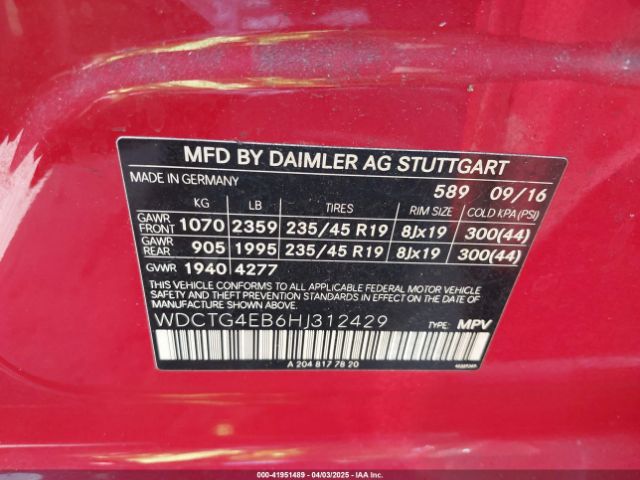 MFD BY DAIMLER AG STUTTGART
MADE IN GERMANY 589 09/16
KG LB TIRES RIM SIZE COLD KPA (PSI)
GAWR FRONT 1070 2359 235/45 R19 8Jx19 300(44)
GAWR REAR 905 1995 235/45 R19 8Jx19 300(44)
GVWR 1940 4277
THIS VEHICLE CONFORMS TO ALL APPLICABLE FEDERAL MOTOR VEHICLE
SAFETY AND THEFT PREVENTION STANDARDS IN EFFECT ON THE DATE
OF MANUFACTURE SHOWN ABOVE.
WDCTG4EB6HJ312429 TYPE: MPV
A 204 817 78 20
000-41951489 - 04/03/2025 - IAAI.COM